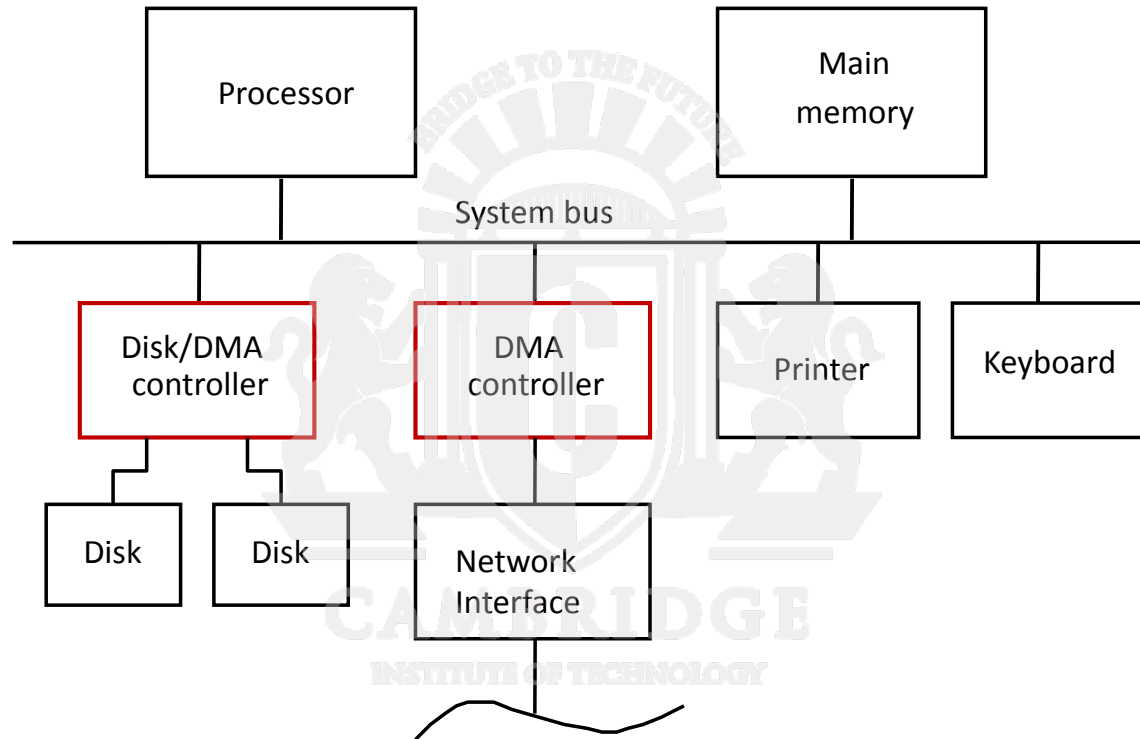 Processor
Main
memory
BRIDGE TO THE FUTURE
System bus
Disk/DMA
controller
DMA
controller
Printer
Keyboard
C
Disk
Disk
Network
Interface
CAMBRIDGE
INSTITUTE OF TECHNOLOGY